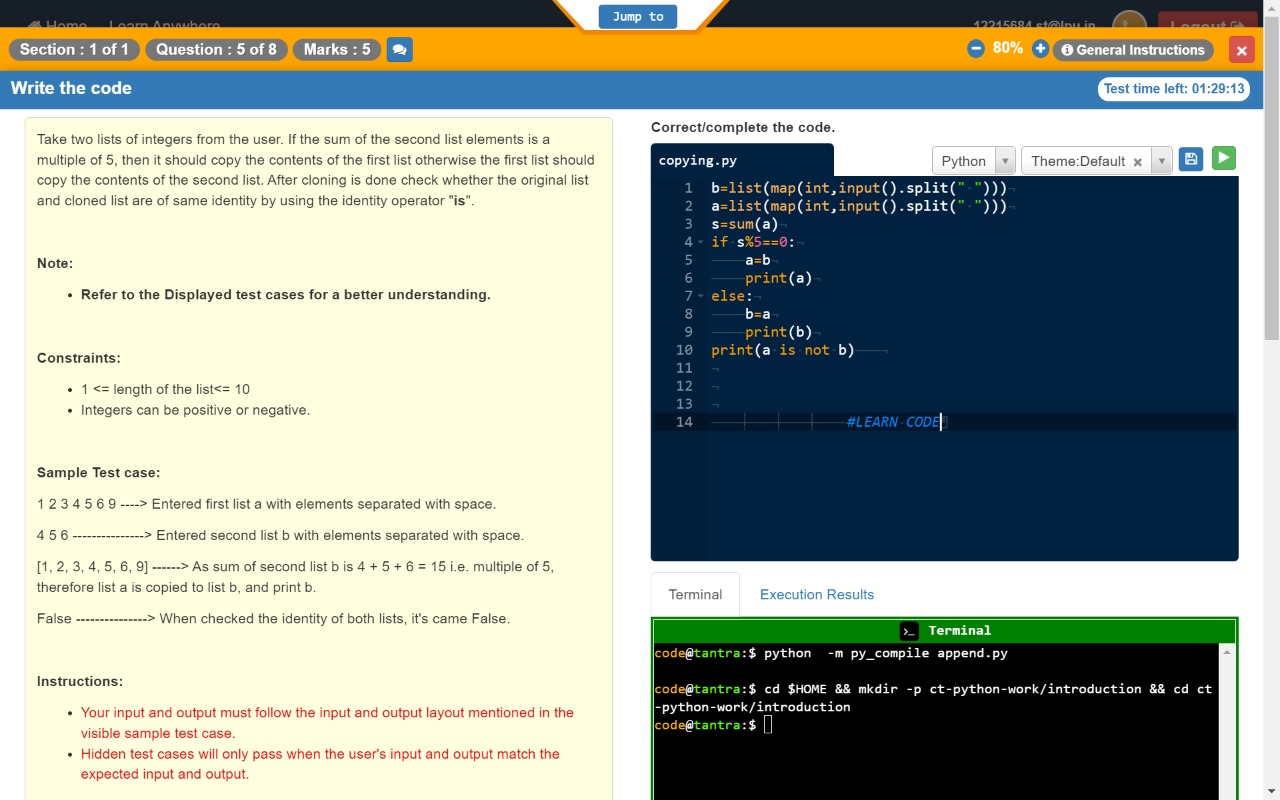 Home Learn Anywhere
Jump to
12215684.st@lpu.in
Logout
Section : 1 of 1
Question : 5 of 8
Marks : 5
80%
General Instructions
Write the code
Test time left: 01:29:13
Take two lists of integers from the user. If the sum of the second list elements is a
multiple of 5, then it should copy the contents of the first list otherwise the first list should
copy the contents of the second list. After cloning is done check whether the original list
and cloned list are of same identity by using the identity operator "is".
Note:
• Refer to the Displayed test cases for a better understanding.
Constraints:
• 1 <= length of the list<= 10
• Integers can be positive or negative.
Sample Test case:
1 2 3 4 5 6 9 ----> Entered first list a with elements separated with space.
4 5 6 ---------------> Entered second list b with elements separated with space.
[1, 2, 3, 4, 5, 6, 9] ------> As sum of second list b is 4 + 5 + 6 = 15 i.e. multiple of 5,
therefore list a is copied to list b, and print b.
False ---------------> When checked the identity of both lists, it's came False.
Instructions:
• Your input and output must follow the input and output layout mentioned in the
visible sample test case.
• Hidden test cases will only pass when the user's input and output match the
expected input and output.
Correct/complete the code.
copying.py
Python
Theme:Default
1 b=list(map(int,input().split(" ")))
2 a=list(map(int,input().split(" ")))
3 s=sum(a)
4 if s%5==0:
5 a=b
6 print(a)
7 else:
8 b=a
9 print(b)
10 print(a is not b)
11
12
13
14 #LEARN CODE
Terminal
Execution Results
Terminal
code@tantra:$ python -m py_compile append.py
code@tantra:$ cd $HOME && mkdir -p ct-python-work/introduction && cd ct
-python-work/introduction
code@tantra:$